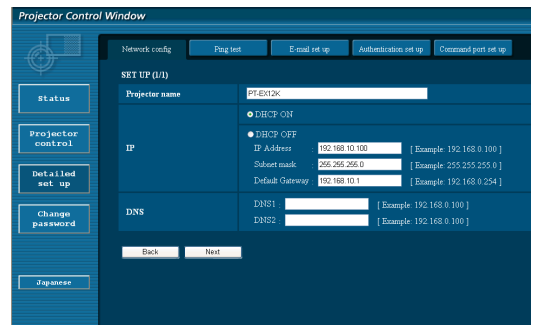 Projector Control Window
Network config
Ping test
E-mail set up
Authentication set up
Command port set up
SET UP (1/1)
Projector name
PT-EX12K
IP
DHCP ON
DHCP OFF
IP Address : 192.168.10.100 [ Example: 192.168.0.100 ]
Subnet mask : 255.255.255.0 [ Example: 255.255.255.0 ]
Default Gateway : 192.168.10.1 [ Example: 192.168.0.254 ]
DNS
DNS1 : [ Example: 192.168.0.100 ]
DNS2 : [ Example: 192.168.0.100 ]
Back
Next
Status
Projector
control
Detailed
set up
Change
password
Japanese